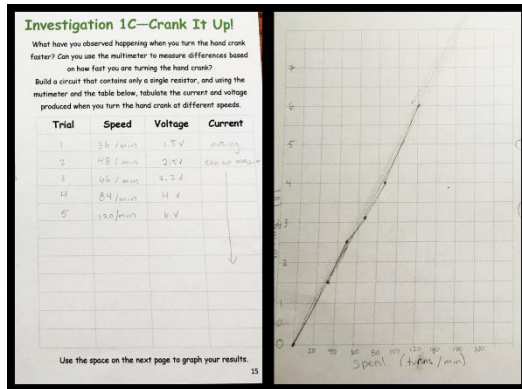 Investigation 1C—Crank It Up!
What have you observed happening when you turn the hand crank
faster? Can you use the multimeter to measure differences based
on how fast you are turning the hand crank?
Build a circuit that contains only a single resistor, and using the
mutimeter and the table below, tabulate the current and voltage
produced when you turn the hand crank at different speeds.
Trial Speed Voltage Current
1 36 /min 1.5 V nothing
2 48 / min 2.5V can not
3 66 / min 3.2 V
4 84 /min 4 V
5 120/min 6 V
Use the space on the next page to graph your results.
15
7
6
5
4
3
2
1
0
20 40 60 80 100 120 140
Speed (turns / min)